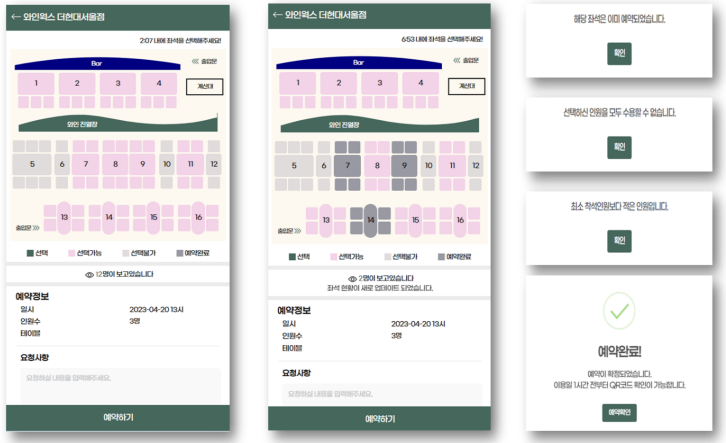 ← 와인웍스 더현대서울점
2:07 내에 좌석을 선택해주세요!
Bar
<<< 출입문
1 2 3 4
계산대
와인 진열장
5 6 7 8 9 10 11 12
13 14 15 16
출입문 >>>
선택 선택가능 선택불가 예약완료
12명이 보고있습니다
예약정보
일시 2023-04-20 13시
인원수 3명
테이블
요청사항
요청하실 내용을 입력해주세요.
예약하기
← 와인웍스 더현대서울점
6:53 내에 좌석을 선택해주세요!
Bar
<<< 출입문
1 2 3 4
계산대
와인 진열장
5 6 7 8 9 10 11 12
13 14 15 16
출입문 >>>
선택 선택가능 선택불가 예약완료
2명이 보고있습니다
좌석 현황이 새로 업데이트 되었습니다.
예약정보
일시 2023-04-20 13시
인원수 3명
테이블
요청사항
요청하실 내용을 입력해주세요.
예약하기
해당 좌석은 이미 예약되었습니다.
확인
선택하신 인원을 모두 수용할 수 없습니다.
확인
최소 착석인원보다 적은 인원입니다.
확인
예약완료!
예약이 확정되었습니다.
이용일 1시간 전부터 QR코드 확인이 가능합니다.
예약확인